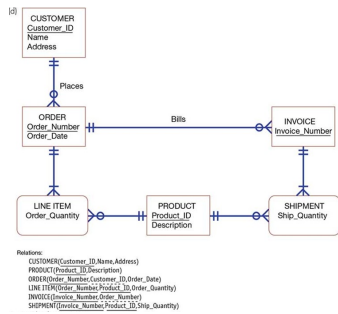 (d)
CUSTOMER
Customer_ID
Name
Address
Places
ORDER
Order_Number
Order_Date
Bills
INVOICE
Invoice_Number
LINE ITEM
Order_Quantity
PRODUCT
Product_ID
Description
SHIPMENT
Ship_Quantity
Relations:
CUSTOMER(Customer_ID,Name,Address)
PRODUCT(Product_ID,Description)
ORDER(Order_Number,Customer_ID,Order_Date)
LINE ITEM(Order_Number,Product_ID,Order_Quantity)
INVOICE(Invoice_Number,Order_Number)
SHIPMENT(Invoice_Number,Product_ID,Ship_Quantity)